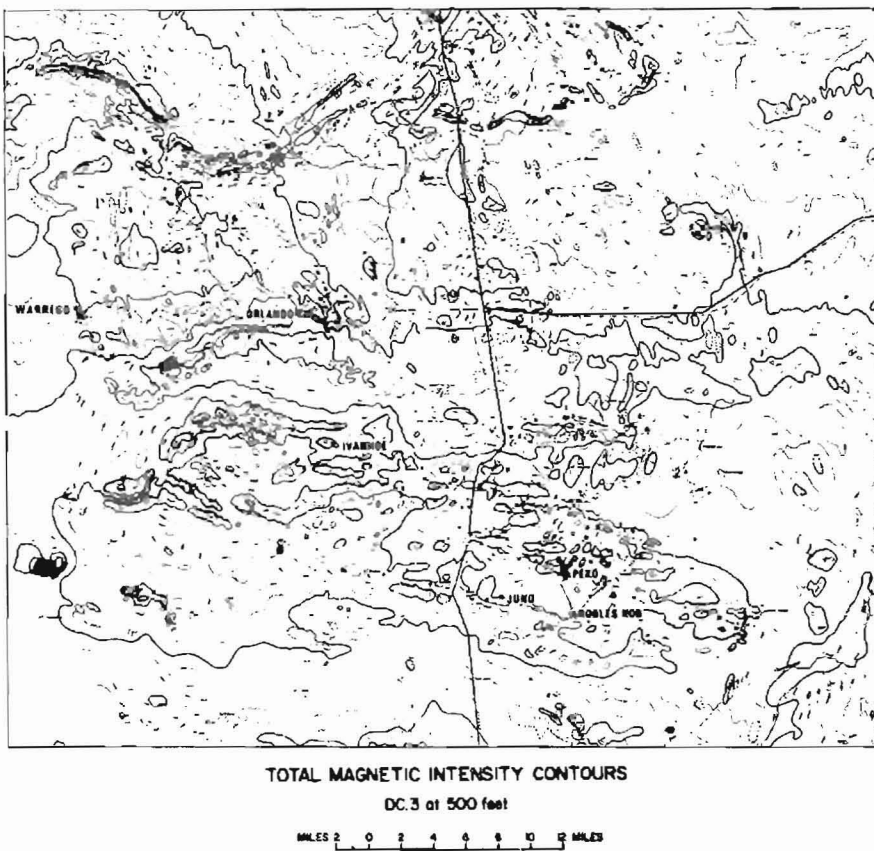 WARREGO
ORLANDO
IVANHOE
PEKO
JUNO
NOBLES NOB
TOTAL MAGNETIC INTENSITY CONTOURS
DC.3 at 500 feet
MILES 2 0 2 4 6 8 10 12 MILES